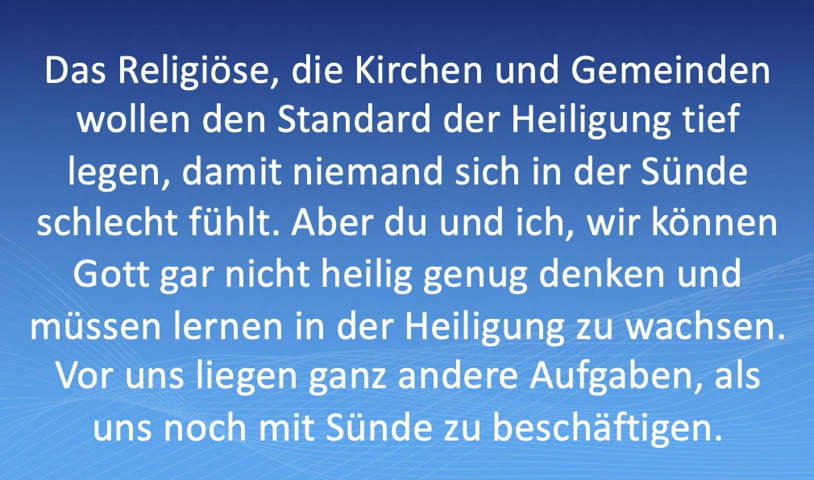 Das Religiöse, die Kirchen und Gemeinden
wollen den Standard der Heiligung tief
legen, damit niemand sich in der Sünde
schlecht fühlt. Aber du und ich, wir können
Gott gar nicht heilig genug denken und
müssen lernen in der Heiligung zu wachsen.
Vor uns liegen ganz andere Aufgaben, als
uns noch mit Sünde zu beschäftigen.